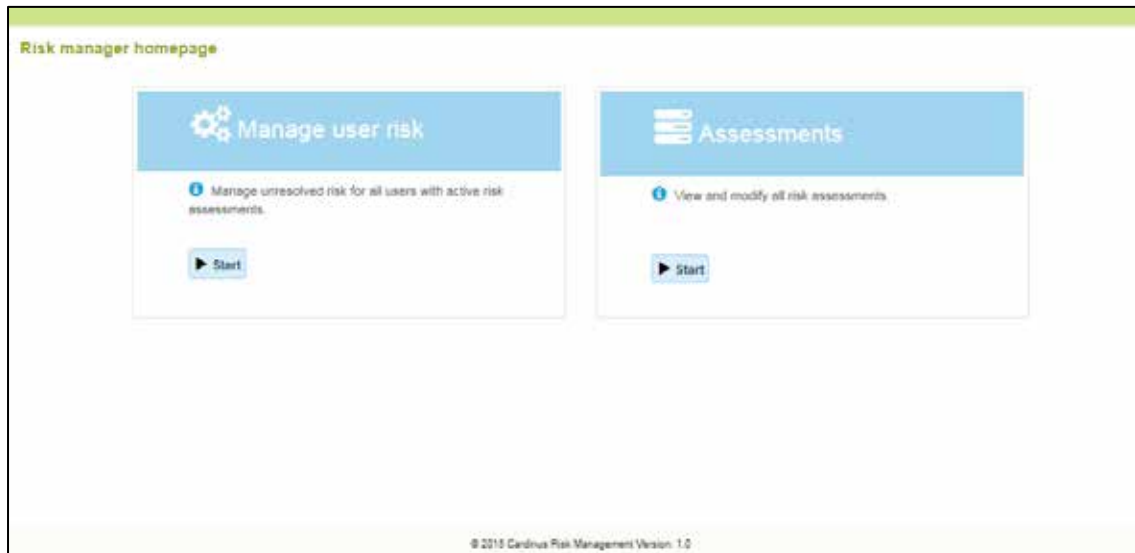 Risk manager homepage
Manage user risk
Manage unresolved risk for all users with active risk
assessments.
Start
Assessments
View and modify all risk assessments.
Start
© 2015 Cardinus Risk Management Version: 1.0